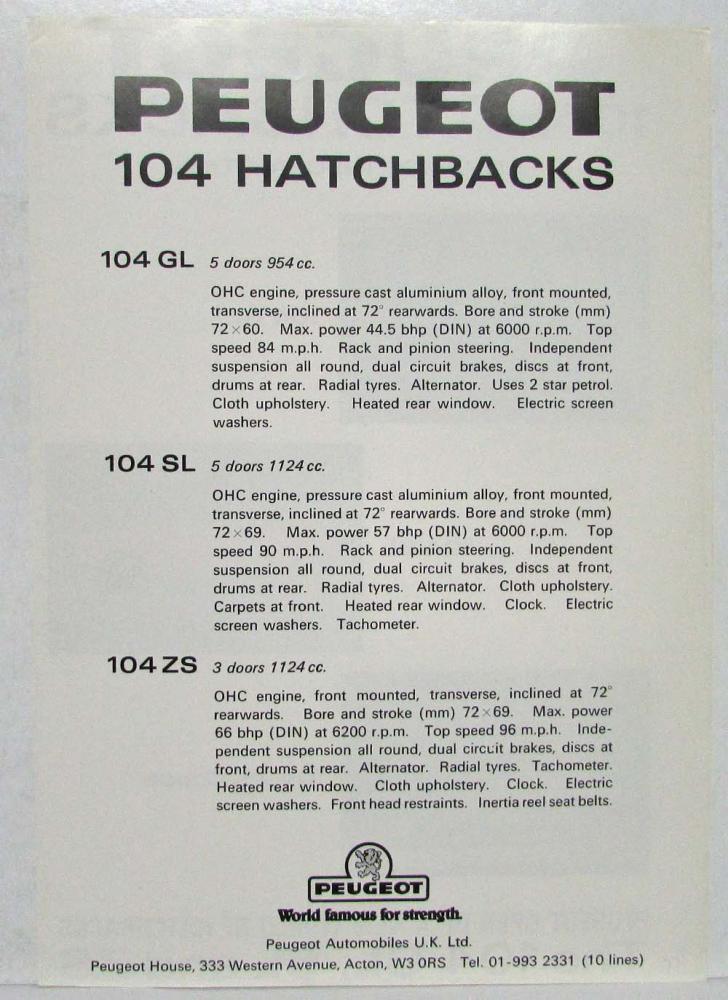 PEUGEOT
104 HATCHBACKS
104 GL 5 doors 954 cc.
OHC engine, pressure cast aluminium alloy, front mounted,
transverse, inclined at 72° rearwards. Bore and stroke (mm)
72×60. Max. power 44.5 bhp (DIN) at 6000 r.p.m. Top
speed 84 m.p.h. Rack and pinion steering. Independent
suspension all round, dual circuit brakes, discs at front,
drums at rear. Radial tyres. Alternator. Uses 2 star petrol.
Cloth upholstery. Heated rear window. Electric screen
washers.
104 SL 5 doors 1124 cc.
OHC engine, pressure cast aluminium alloy, front mounted,
transverse, inclined at 72° rearwards. Bore and stroke (mm)
72×69. Max. power 57 bhp (DIN) at 6000 r.p.m. Top
speed 90 m.p.h. Rack and pinion steering. Independent
suspension all round, dual circuit brakes, discs at front,
drums at rear. Radial tyres. Alternator. Cloth upholstery.
Carpets at front. Heated rear window. Clock. Electric
screen washers. Tachometer.
104 ZS 3 doors 1124 cc.
OHC engine, front mounted, transverse, inclined at 72°
rearwards. Bore and stroke (mm) 72×69. Max. power
66 bhp (DIN) at 6200 r.p.m. Top speed 96 m.p.h. Inde-
pendent suspension all round, dual circuit brakes, discs at
front, drums at rear. Alternator. Radial tyres. Tachometer.
Heated rear window. Cloth upholstery. Clock. Electric
screen washers. Front head restraints. Inertia reel seat belts.
PEUGEOT
World famous for strength.
Peugeot Automobiles U.K. Ltd.
Peugeot House, 333 Western Avenue, Acton, W3 0RS Tel. 01-993 2331 (10 lines)